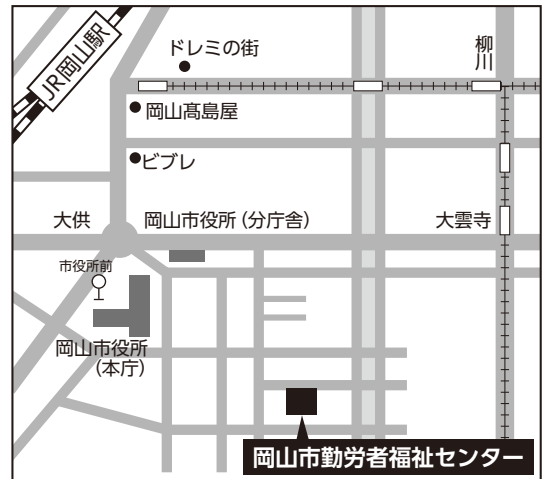 JR岡山駅
ドレミの街
柳川
岡山髙島屋
ビブレ
大供
岡山市役所（分庁舎）
大雲寺
市役所前
岡山市役所
（本庁）
岡山市勤労者福祉センター